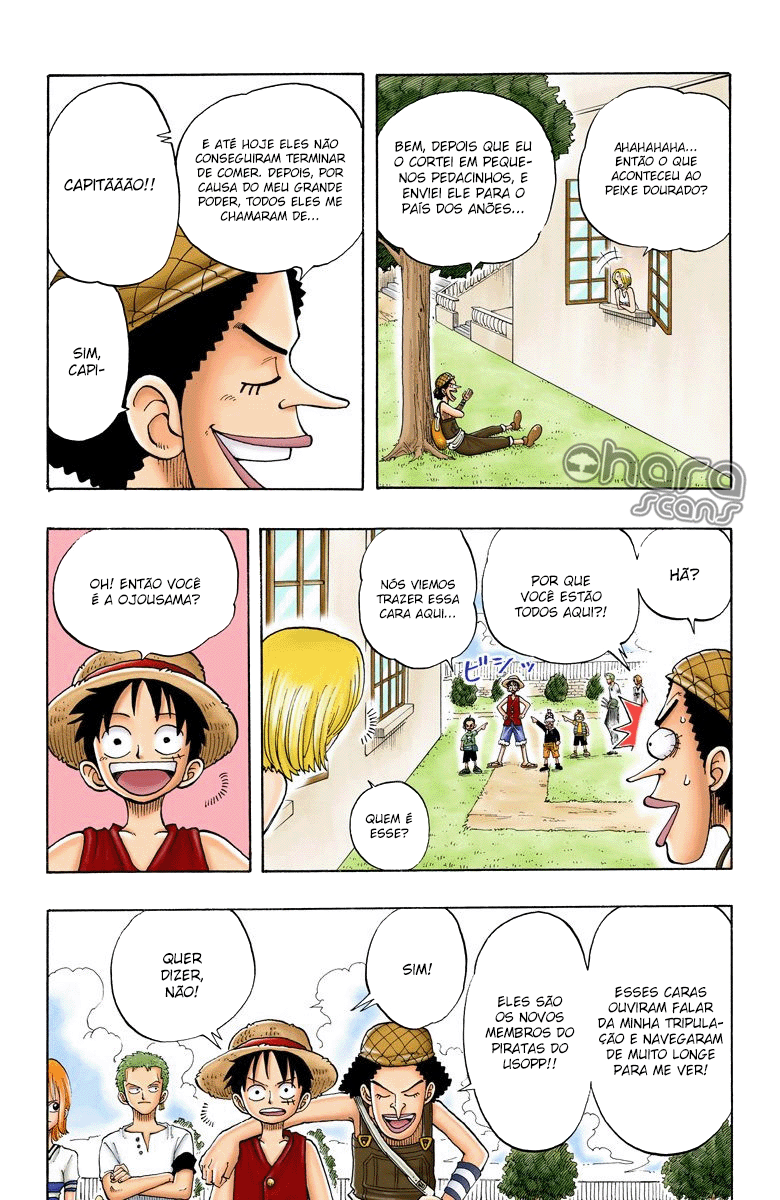 AHAHAHAHA...
ENTÃO O QUE
ACONTECEU AO
PEIXE DOURADO?
BEM, DEPOIS QUE EU
O CORTEI EM PEQUE-
NOS PEDACINHOS, E
ENVIEI ELE PARA O
PAÍS DOS ANÕES...
E ATÉ HOJE ELES NÃO
CONSEGUIRAM TERMINAR
DE COMER. DEPOIS, POR
CAUSA DO MEU GRANDE
PODER, TODOS ELES ME
CHAMARAM DE...
CAPITÃÃÃO!!
SIM,
CAPI-
Ohara
scans
HÃ?
POR QUE
VOCÊ ESTÃO
TODOS AQUI?!
NÓS VIEMOS
TRAZER ESSA
CARA AQUI...
ビシッ
QUEM É
ESSE?
OH! ENTÃO VOCÊ
É A OJOUSAMA?
ESSES CARAS
OUVIRAM FALAR
DA MINHA TRIPULA-
ÇÃO E NAVEGARAM
DE MUITO LONGE
PARA ME VER!
ELES SÃO
OS NOVOS
MEMBROS DO
PIRATAS DO
USOPP!!
SIM!
QUER
DIZER,
NÃO!